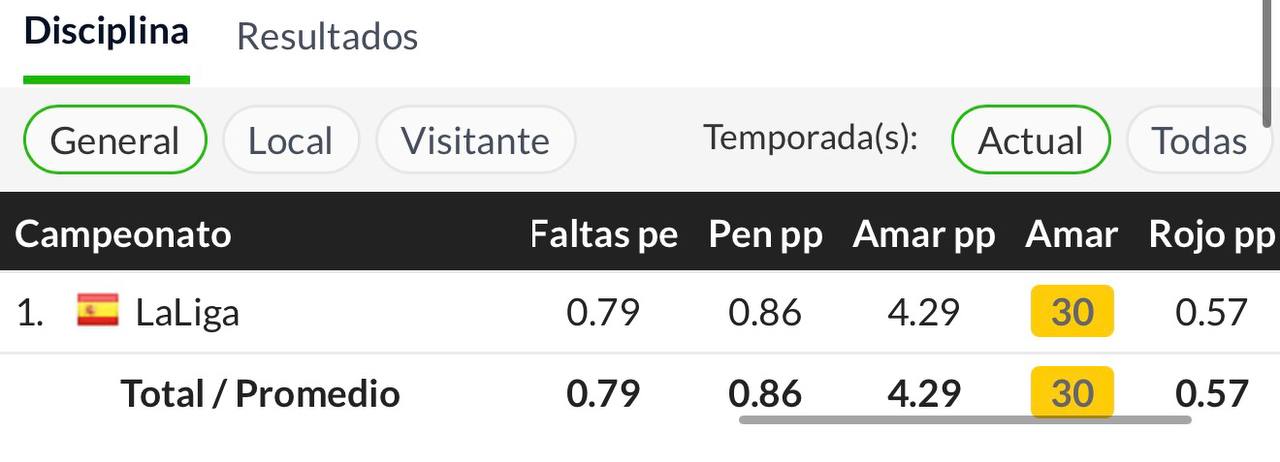 Disciplina Resultados
General Local Visitante Temporada(s): Actual Todas
Campeonato Faltas pe Pen pp Amar pp Amar Rojo pp
1. LaLiga 0.79 0.86 4.29 30 0.57
Total / Promedio 0.79 0.86 4.29 30 0.57